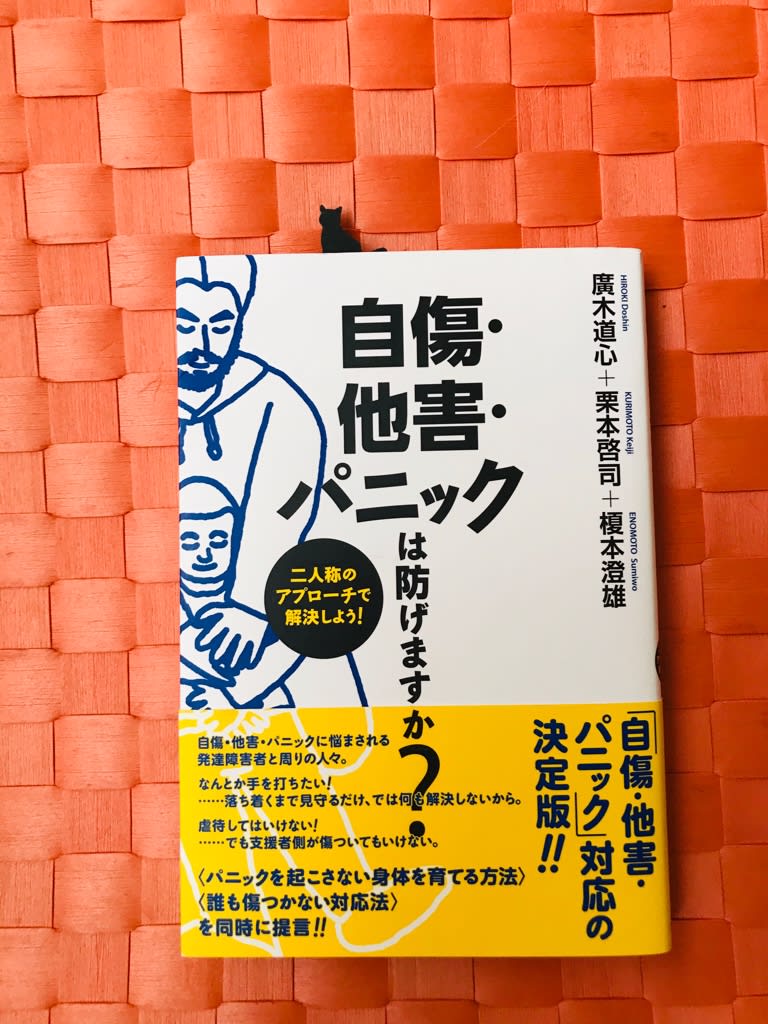 自傷・
他害・
パニック
は防げますか?
二人称の
アプローチで
解決しよう!
廣木道心+栗本啓司+榎本澄雄
HIROKI Doshin
KURIMOTO Keiji
ENOMOTO Sumiwo
「自傷・他害・
パニック」対応の
決定版!!
自傷・他害・パニックに悩まされる
発達障害者と周りの人々。
なんとか手を打ちたい!
……落ち着くまで見守るだけ、では何も解決しないから。
虐待してはいけない!
……でも支援者側が傷ついてもいけない。
〈パニックを起こさない身体を育てる方法〉
〈誰も傷つかない対応法〉
を同時に提言!!